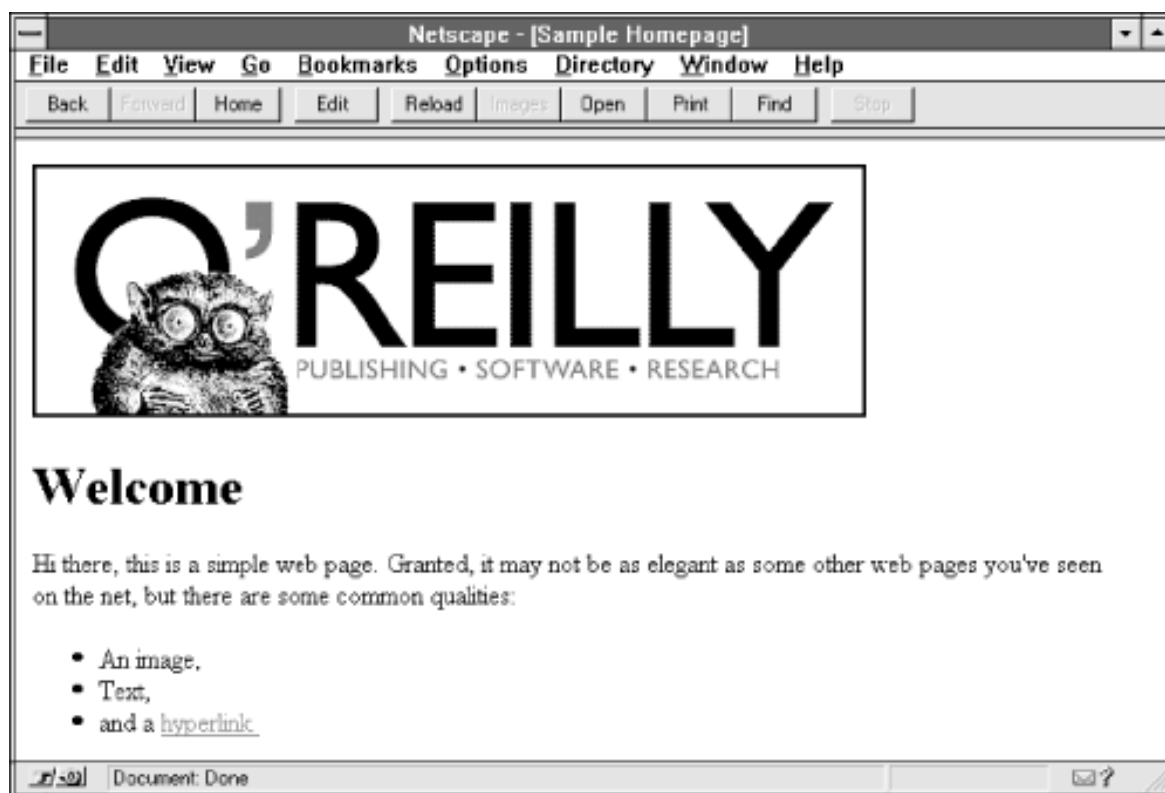 Netscape - [Sample Homepage]
File Edit View Go Bookmarks Options Directory Window Help
Back Forward Home Edit Reload Images Open Print Find Stop
O'REILLY
PUBLISHING • SOFTWARE • RESEARCH
Welcome
Hi there, this is a simple web page. Granted, it may not be as elegant as some other web pages you've seen
on the net, but there are some common qualities:
• An image,
• Text,
• and a hyperlink
Document: Done